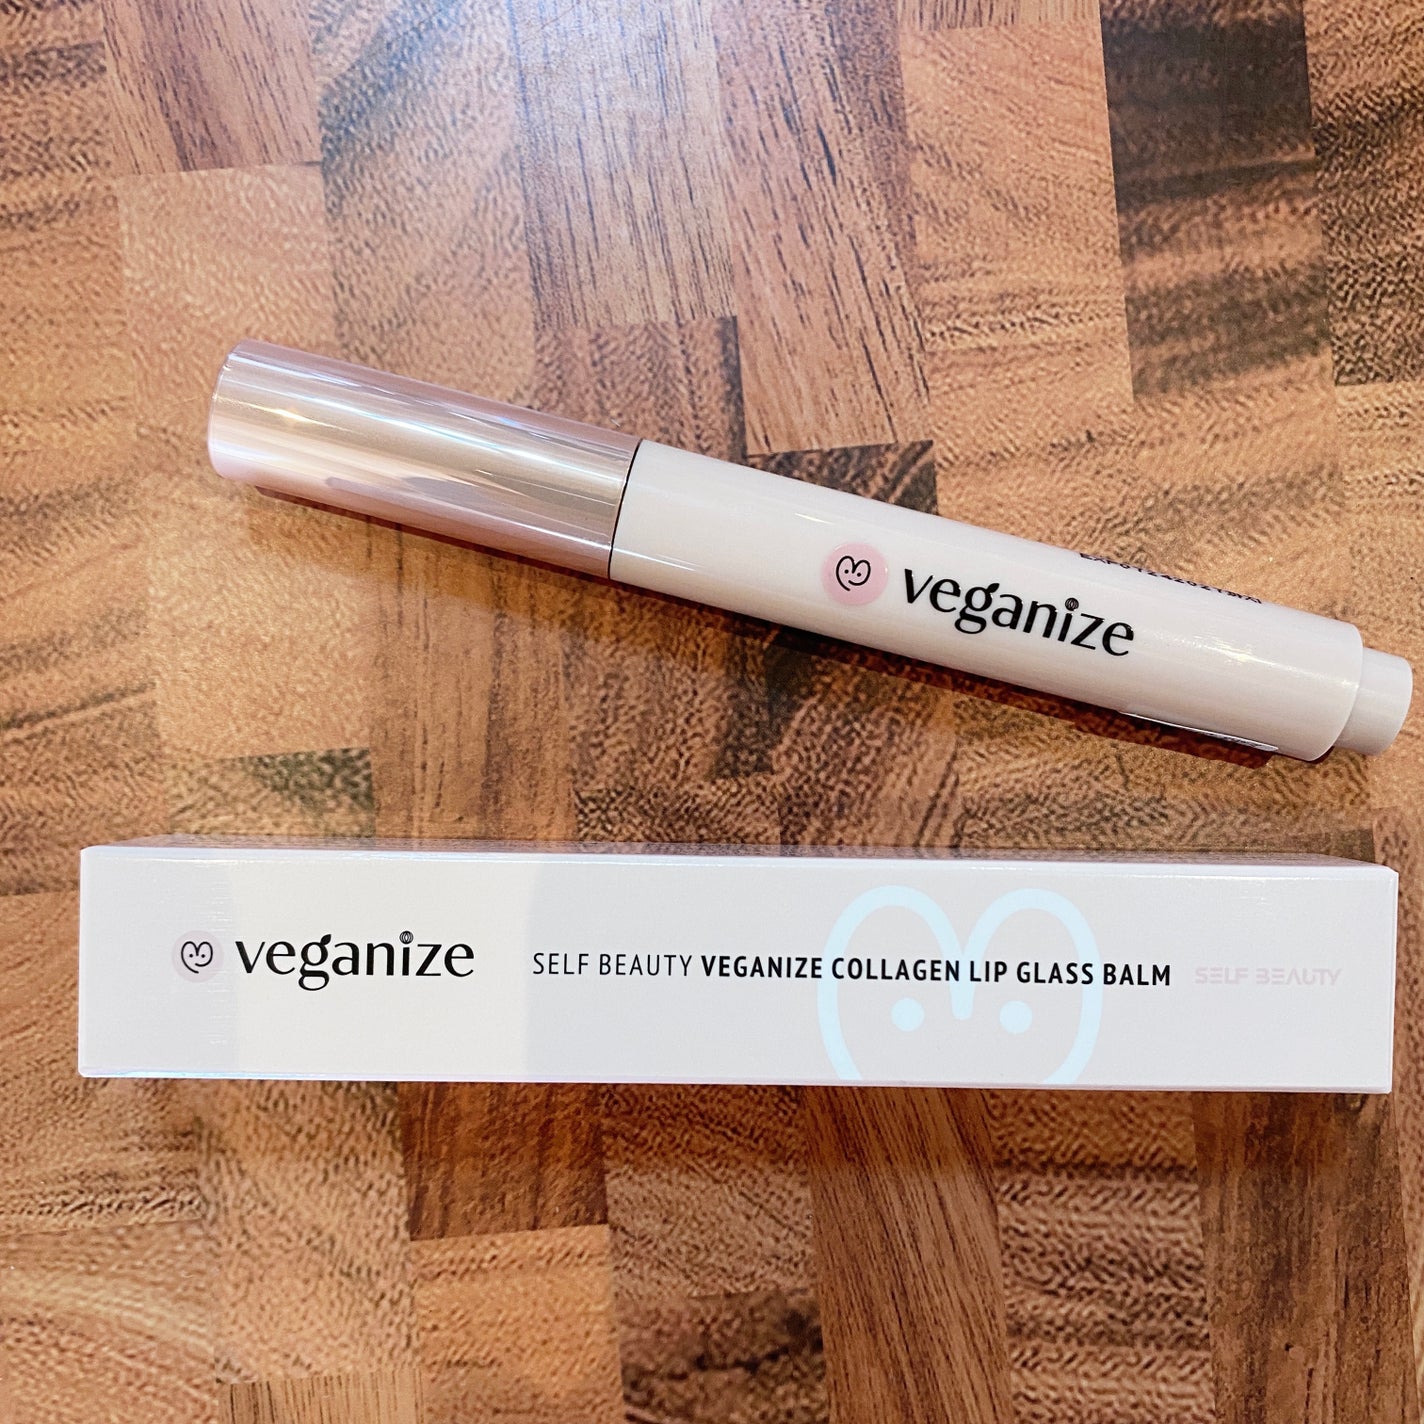 veganize
veganize
SELF BEAUTY VEGANIZE COLLAGEN LIP GLASS BALM
SELF BEAUTY